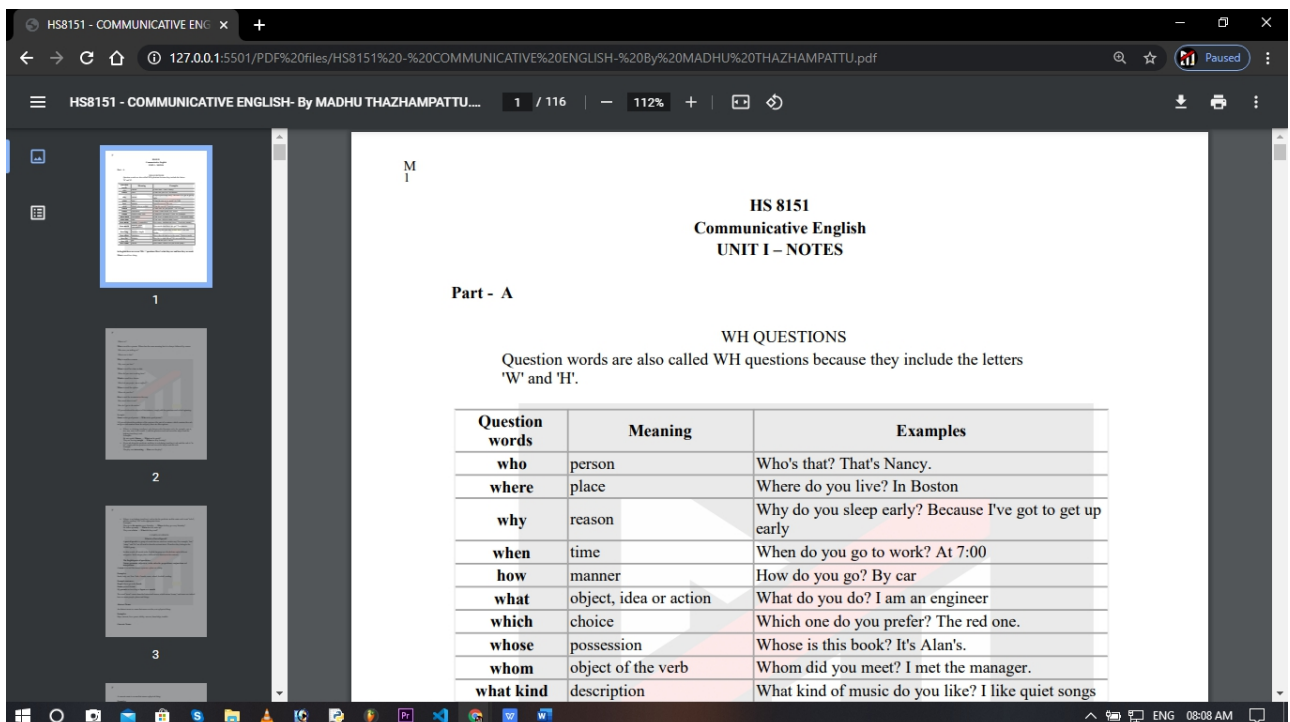 HS8151 - COMMUNICATIVE ENG
127.0.0.1:5501/PDF%20files/HS8151%20-%20COMMUNICATIVE%20ENGLISH-%20By%20MADHU%20THAZHAMPATTU.pdf
Paused
HS8151 - COMMUNICATIVE ENGLISH- By MADHU THAZHAMPATTU....
1 / 116
112%
1
2
3
M
1
HS 8151
Communicative English
UNIT I – NOTES
Part - A
WH QUESTIONS
Question words are also called WH questions because they include the letters
'W' and 'H'.
Question words Meaning Examples
who person Who's that? That's Nancy.
where place Where do you live? In Boston
why reason Why do you sleep early? Because I've got to get up
early
when time When do you go to work? At 7:00
how manner How do you go? By car
what object, idea or action What do you do? I am an engineer
which choice Which one do you prefer? The red one.
whose possession Whose is this book? It's Alan's.
whom object of the verb Whom did you meet? I met the manager.
what kind description What kind of music do you like? I like quiet songs
ENG 08:08 AM